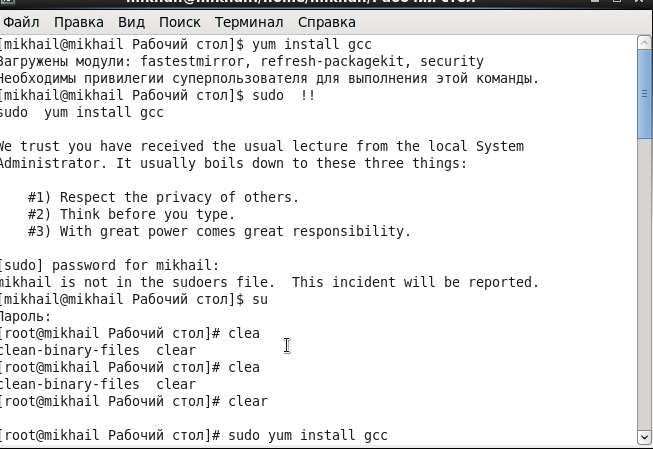 Файл Правка Вид Поиск Терминал Справка
[mikhail@mikhail Рабочий стол]$ yum install gcc
Загружены модули: fastestmirror, refresh-packagekit, security
Необходимы привилегии суперпользователя для выполнения этой команды.
[mikhail@mikhail Рабочий стол]$ sudo  !!
sudo  yum install gcc
We trust you have received the usual lecture from the local System
Administrator. It usually boils down to these three things:
#1) Respect the privacy of others.
#2) Think before you type.
#3) With great power comes great responsibility.
[sudo] password for mikhail:
mikhail is not in the sudoers file.  This incident will be reported.
[mikhail@mikhail Рабочий стол]$ su
Пароль:
[root@mikhail Рабочий стол]# clea
clean-binary-files  clear
[root@mikhail Рабочий стол]# clea
clean-binary-files  clear
[root@mikhail Рабочий стол]# clear
[root@mikhail Рабочий стол]# sudo yum install gcc